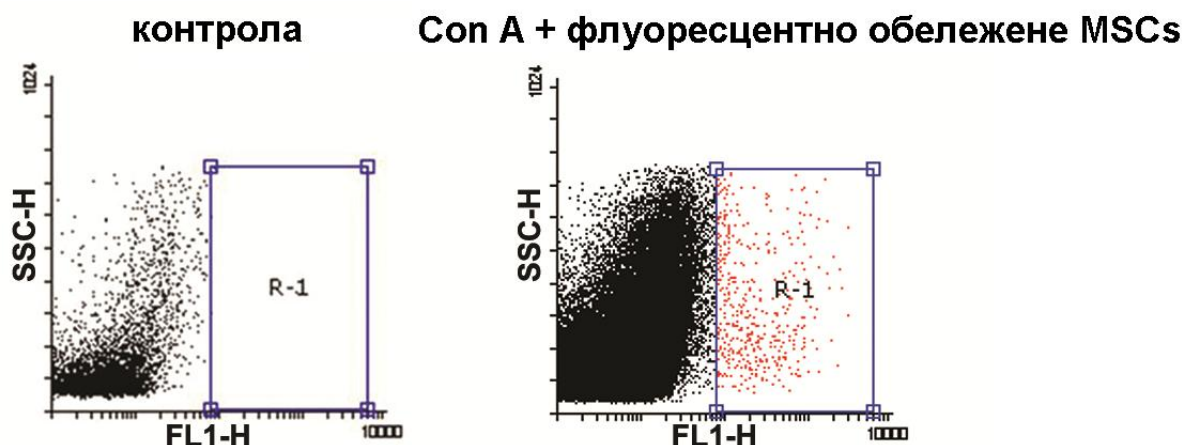 контрола
Con A + флуоресцентно обележене MSCs
1024
SSC-H
R-1
FL1-H
10000
1024
SSC-H
R-1
FL1-H
10000